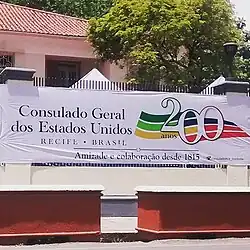 Consulado Geral
dos Estados Unidos
RECIFE • BRASIL
200
anos
Amizade e colaboração desde 1815